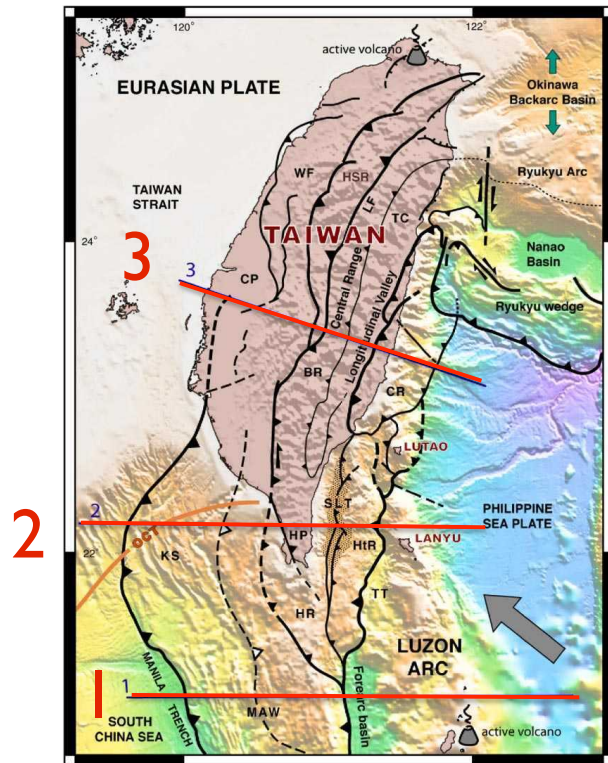 120°
122°
active volcano
EURASIAN PLATE
Okinawa
Backarc Basin
WF
HSR
Ryukyu Arc
TAIWAN
STRAIT
LF
TC
24°
TAIWAN
Nanao
Basin
3
3
CP
Central Range
Longitudinal Valley
Ryukyu wedge
BR
CR
LUTAO
SLT
2
2
PHILIPPINE
SEA PLATE
OCT
HP
LANYU
KS
HtR
22°
TT
HR
LUZON
ARC
MANILA
TRENCH
Forearc basin
1
1
MAW
SOUTH
CHINA SEA
active volcano